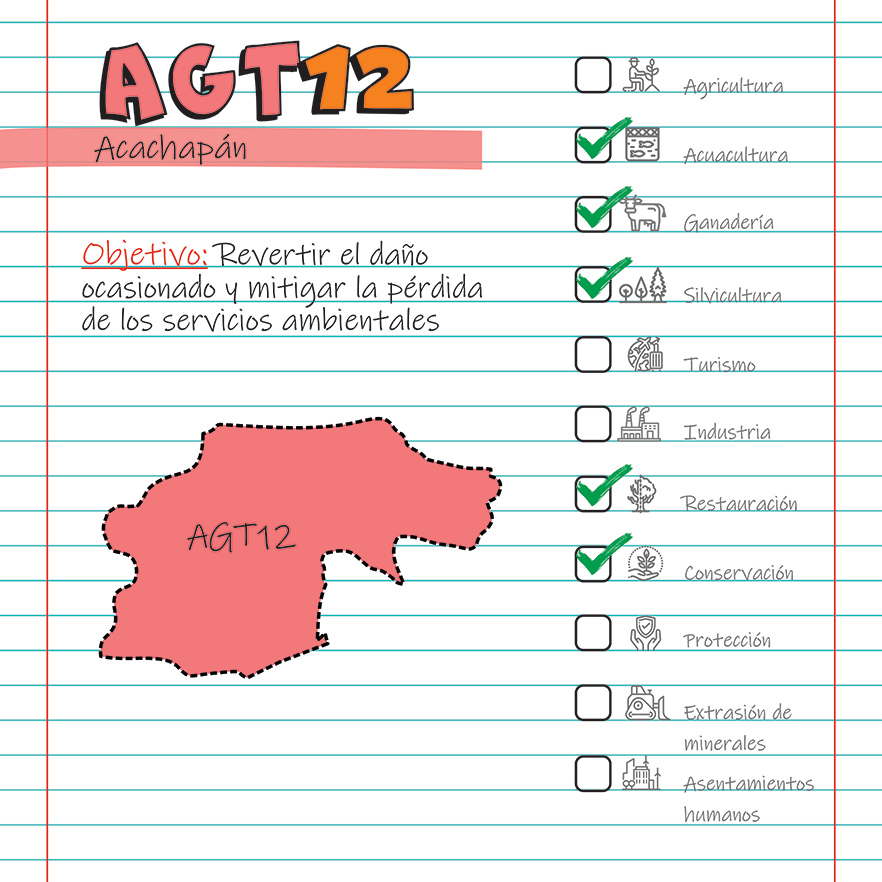 AGT12
Acachapán
Objetivo: Revertir el daño
ocasionado y mitigar la pérdida
de los servicios ambientales
AGT12
Agricultura
Acuacultura
Ganadería
Silvicultura
Turismo
Industria
Restauración
Conservación
Protección
Extrasión de
minerales
Asentamientos
humanos